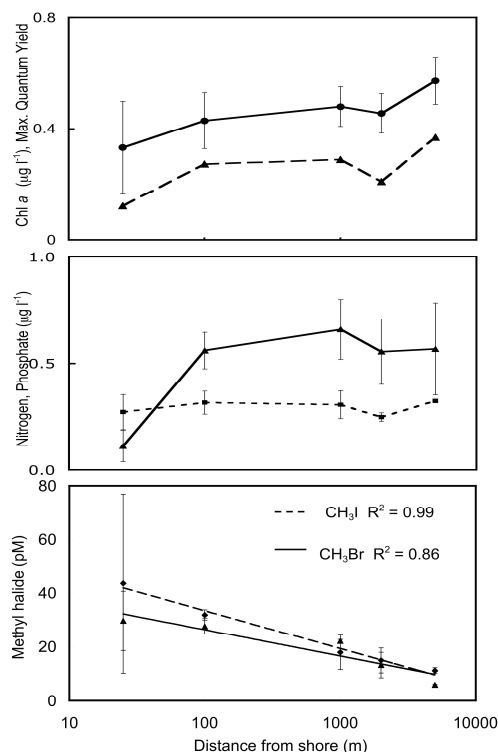 0.8
Chl a (µg l⁻¹), Max. Quantum Yield
0.4
0
1.0
Nitrogen, Phosphate (µg l⁻¹)
0.5
0.0
80
CH₃I R² = 0.99
60
CH₃Br R² = 0.86
Methyl halide (pM)
40
20
0
10 100 1000 10000
Distance from shore (m)